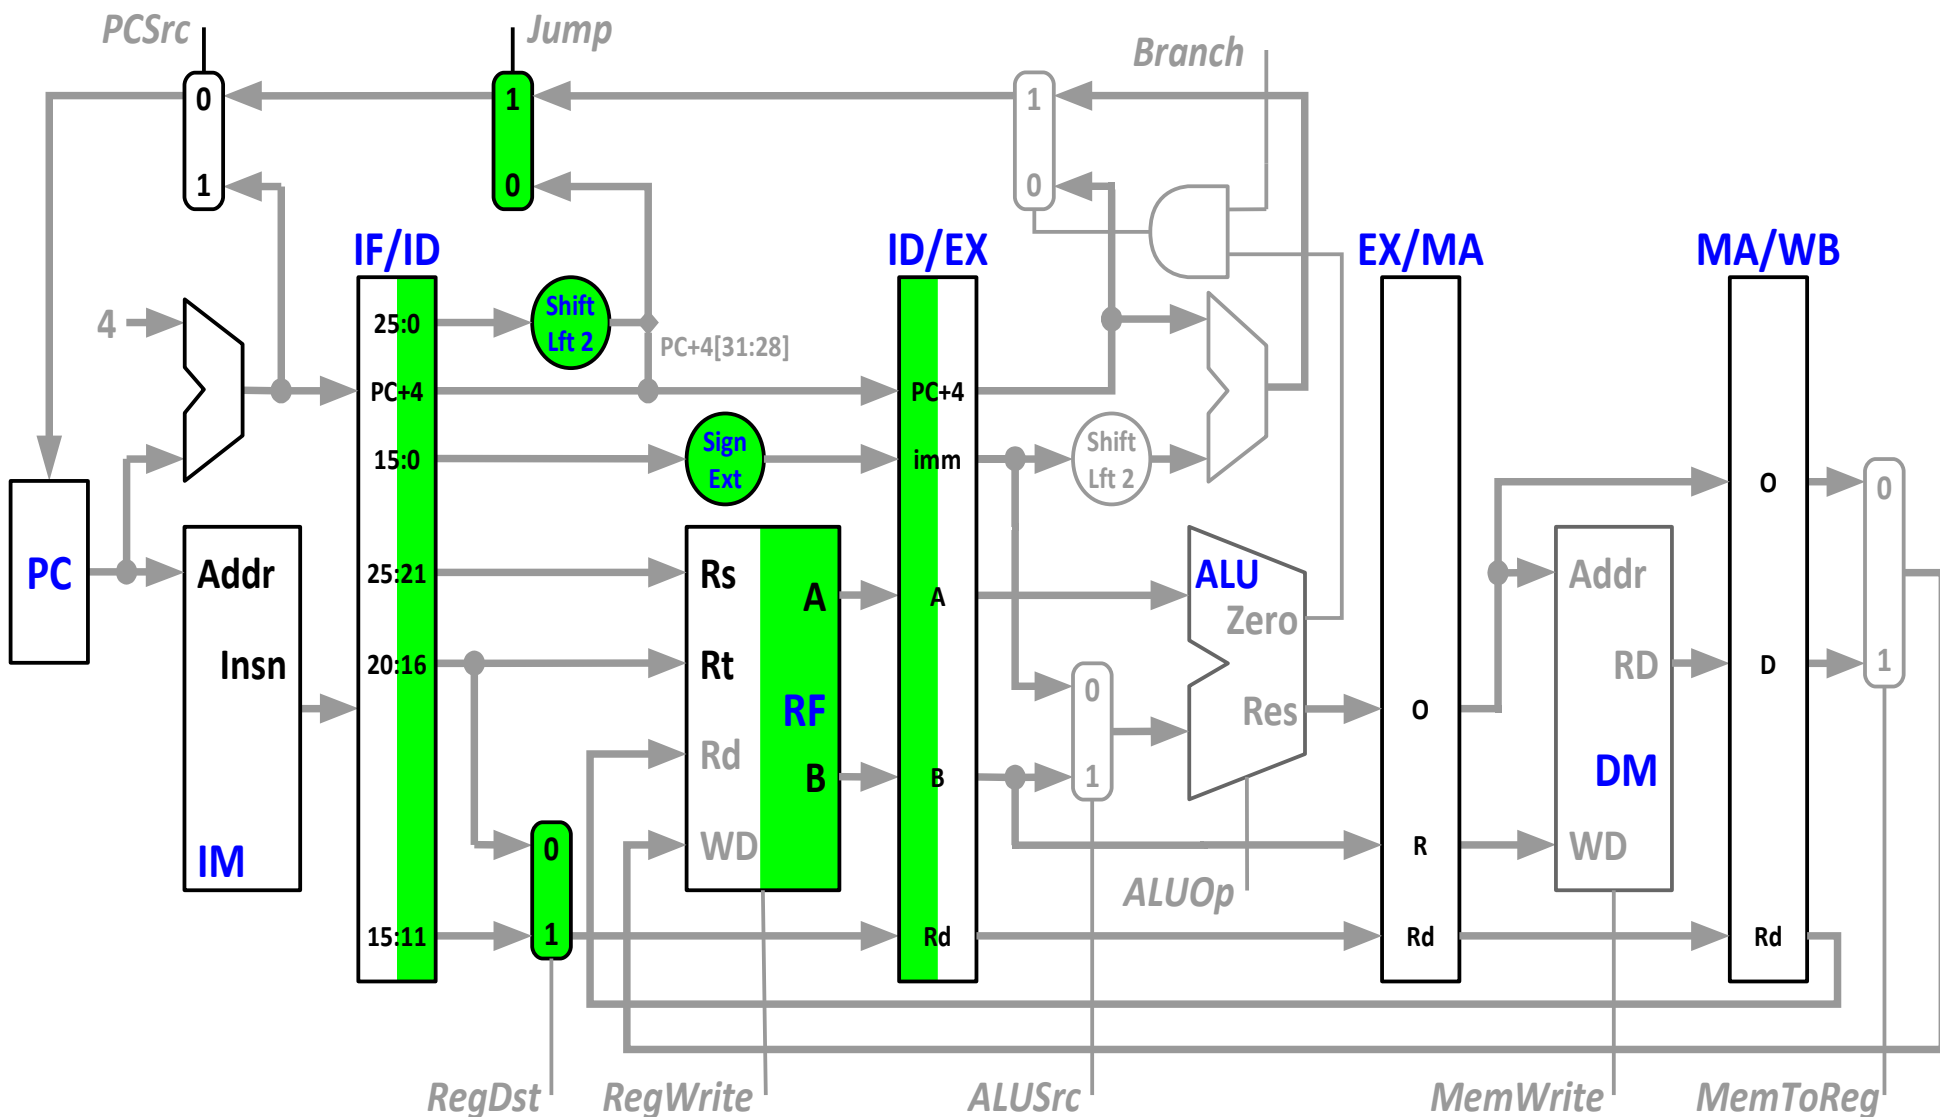 PCSrc
Jump
Branch
0
1
1
0
1
0
IF/ID
ID/EX
EX/MA
MA/WB
4
25:0
Shift
Lft 2
PC+4[31:28]
PC+4
PC+4
15:0
Sign
Ext
imm
Shift
Lft 2
O
0
1
PC
Addr
Insn
IM
25:21
20:16
15:11
Rs
Rt
Rd
WD
A
RF
B
A
B
Rd
0
1
0
1
ALU
Zero
Res
ALUOp
O
R
Rd
Addr
RD
DM
WD
D
Rd
RegDst
RegWrite
ALUSrc
MemWrite
MemToReg